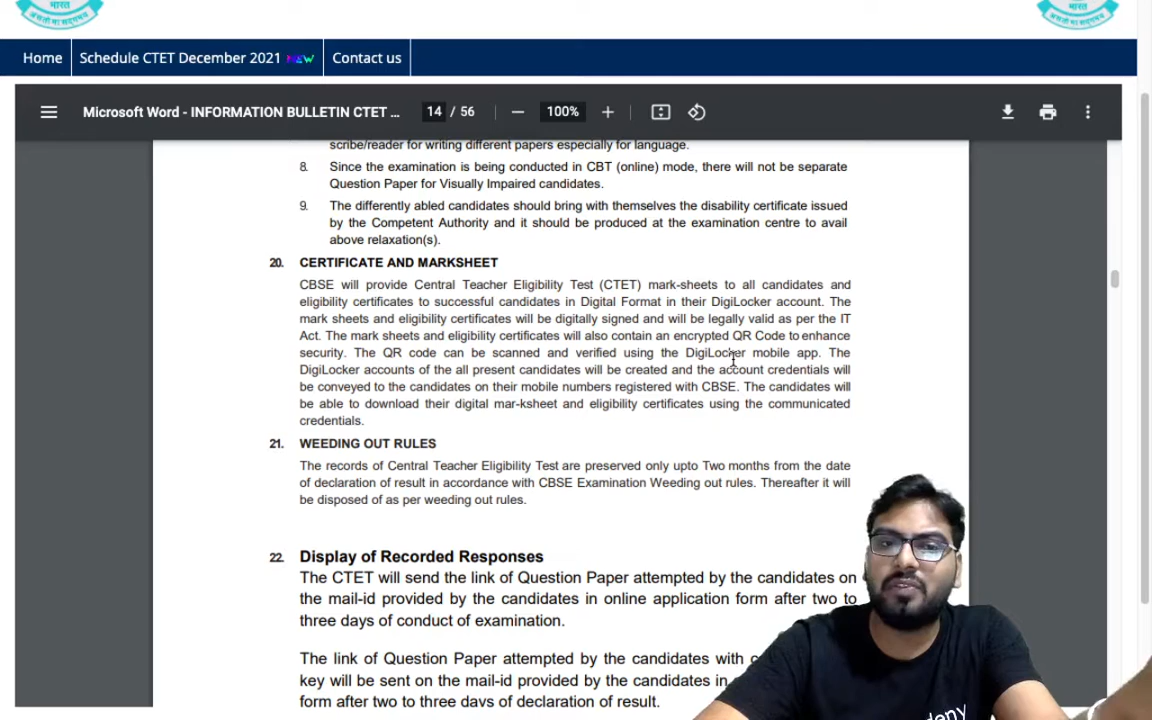 भारत
असतो मा सद्गमय
भारत
असतो मा सद्गमय
Home
Schedule CTET December 2021 NEW
Contact us
Microsoft Word - INFORMATION BULLETIN CTET ...
14 / 56
100%
scribe/reader for writing different papers especially for language.
8. Since the examination is being conducted in CBT (online) mode, there will not be separate
Question Paper for Visually Impaired candidates.
9. The differently abled candidates should bring with themselves the disability certificate issued
by the Competent Authority and it should be produced at the examination centre to avail
above relaxation(s).
20. CERTIFICATE AND MARKSHEET
CBSE will provide Central Teacher Eligibility Test (CTET) mark-sheets to all candidates and
eligibility certificates to successful candidates in Digital Format in their DigiLocker account. The
mark sheets and eligibility certificates will be digitally signed and will be legally valid as per the IT
Act. The mark sheets and eligibility certificates will also contain an encrypted QR Code to enhance
security. The QR code can be scanned and verified using the DigiLocker mobile app. The
DigiLocker accounts of the all present candidates will be created and the account credentials will
be conveyed to the candidates on their mobile numbers registered with CBSE. The candidates will
be able to download their digital mar-ksheet and eligibility certificates using the communicated
credentials.
21. WEEDING OUT RULES
The records of Central Teacher Eligibility Test are preserved only upto Two months from the date
of declaration of result in accordance with CBSE Examination Weeding out rules. Thereafter it will
be disposed of as per weeding out rules.
22. Display of Recorded Responses
The CTET will send the link of Question Paper attempted by the candidates on
the mail-id provided by the candidates in online application form after two to
three days of conduct of examination.
The link of Question Paper attempted by the candidates with
key will be sent on the mail-id provided by the candidates in
form after two to three days of declaration of result.